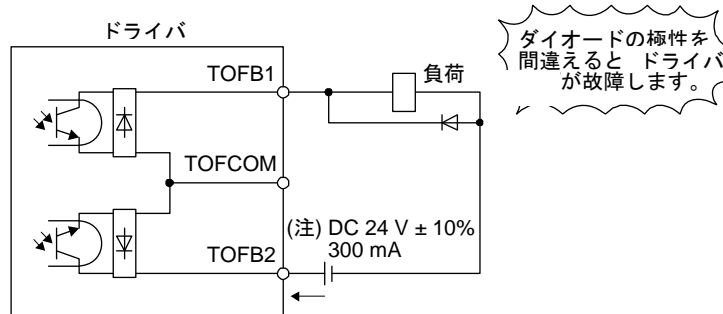 ドライバ
ダイオードの極性を
間違えると ドライバ
が故障します。
TOFB1
負荷
TOFCOM
(注) DC 24 V ± 10%
300 mA
TOFB2